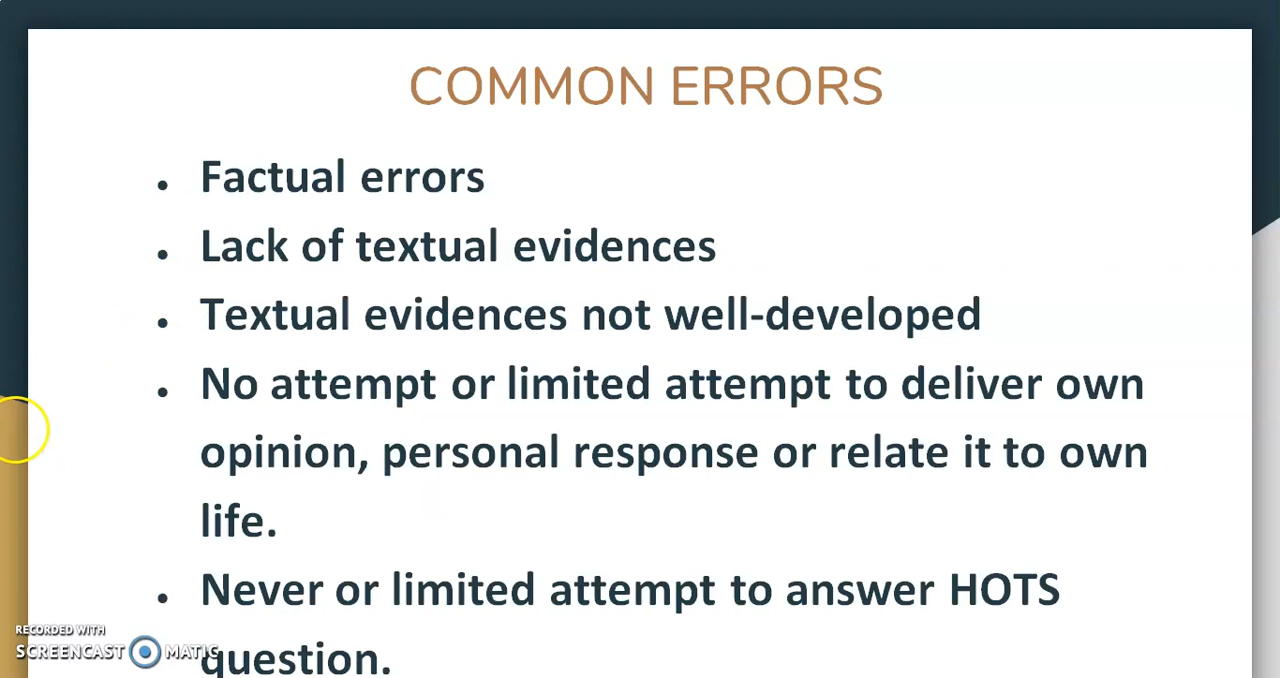 COMMON ERRORS
• Factual errors
• Lack of textual evidences
• Textual evidences not well-developed
• No attempt or limited attempt to deliver own
opinion, personal response or relate it to own
life.
• Never or limited attempt to answer HOTS
question.
RECORDED WITH
SCREENCAST MATIC